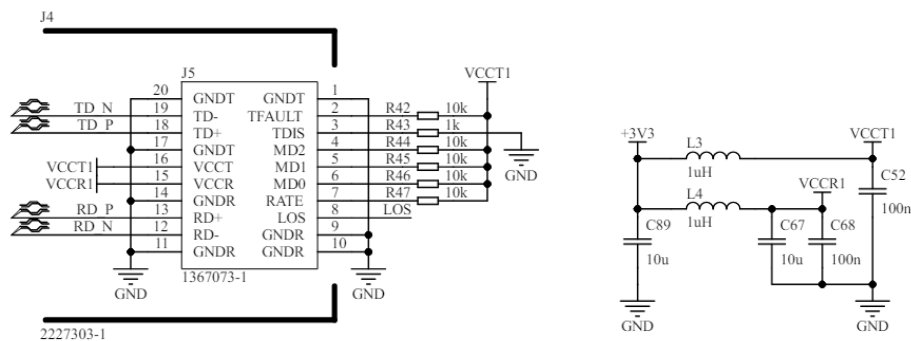 J4
J5
20 GNDT GNDT 1
TD_N 19 TD- TFAULT 2 R42 10k
TD_P 18 TD+ TDIS 3 R43 1k
17 GNDT MD2 4 R44 10k
VCCT1 16 VCCT MD1 5 R45 10k
VCCR1 15 VCCR MD0 6 R46 10k
14 GNDR RATE 7 R47 10k
RD_P 13 RD+ LOS 8 LOS
RD_N 12 RD- GNDR 9
11 GNDR GNDR 10
VCCT1
GND
GND
GND
1367073-1
2227303-1
+3V3
L3
1uH
VCCT1
L4
1uH
VCCR1
C52
100n
C89
10u
C67
10u
C68
100n
GND
GND